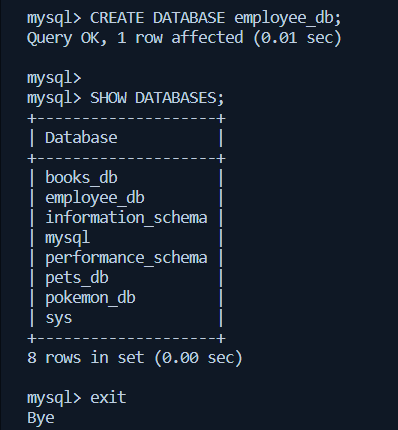 mysql> CREATE DATABASE employee_db;
Query OK, 1 row affected (0.01 sec)
mysql>
mysql> SHOW DATABASES;
+--------------------+
| Database           |
+--------------------+
| books_db           |
| employee_db        |
| information_schema |
| mysql              |
| performance_schema |
| pets_db            |
| pokemon_db         |
| sys                |
+--------------------+
8 rows in set (0.00 sec)
mysql> exit
Bye